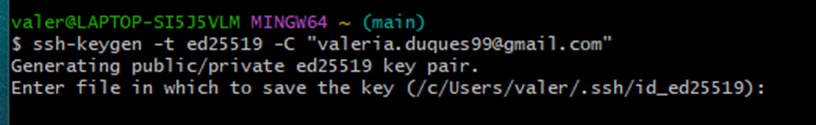 valer@LAPTOP-SI5J5VLM MINGW64 ~ (main)
$ ssh-keygen -t ed25519 -C "valeria.duques99@gmail.com"
Generating public/private ed25519 key pair.
Enter file in which to save the key (/c/Users/valer/.ssh/id_ed25519):